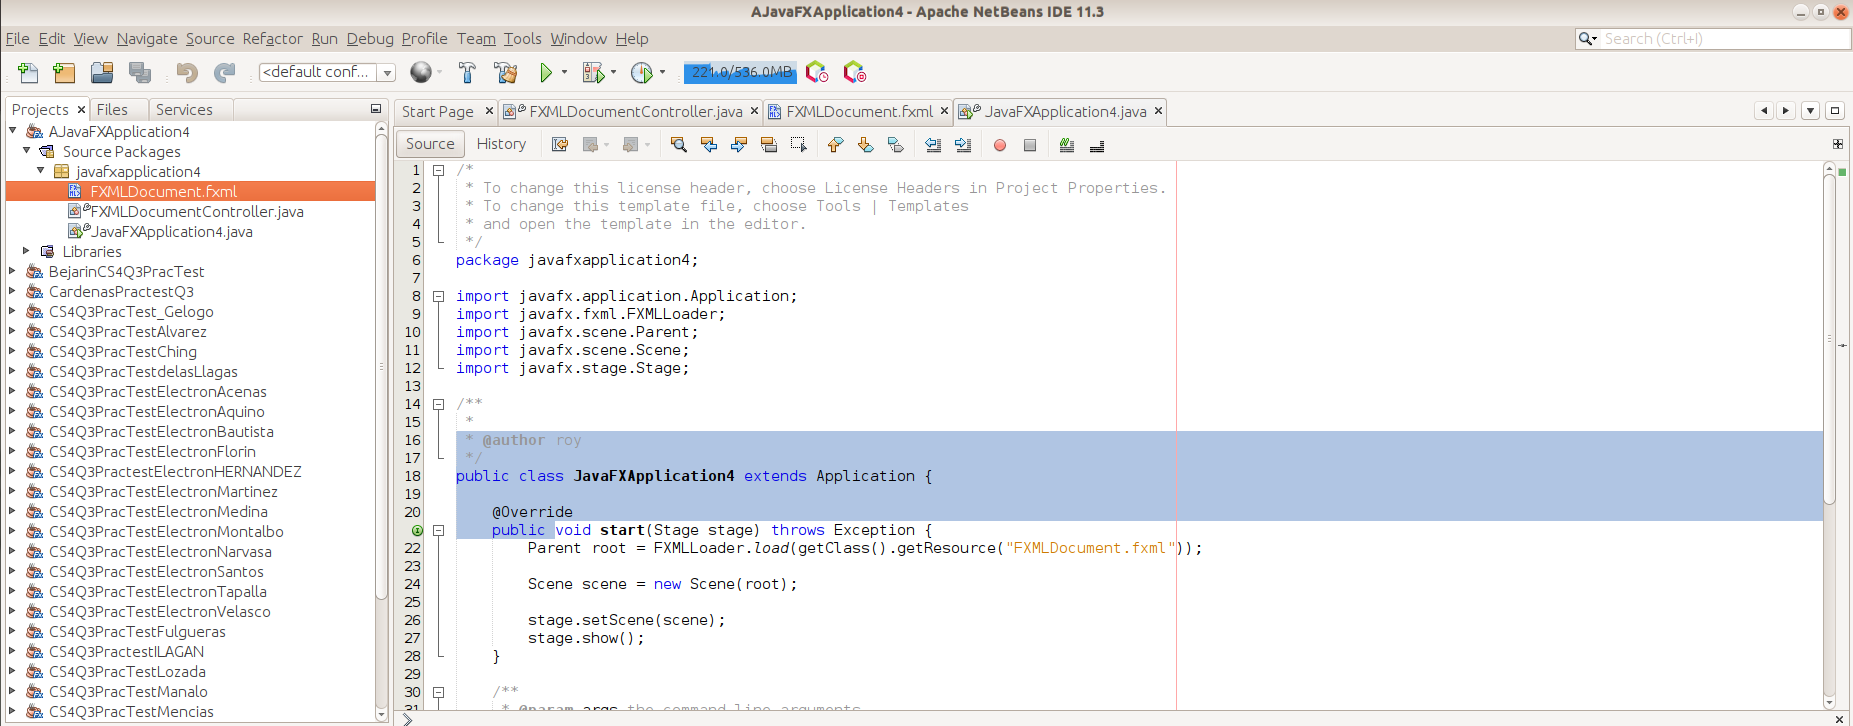 AJavaFXApplication4 - Apache NetBeans IDE 11.3
File Edit View Navigate Source Refactor Run Debug Profile Team Tools Window Help
Search (Ctrl+I)
<default conf...
221.0/536.0MB
Projects Files Services
Start Page FXMLDocumentController.java FXMLDocument.fxml JavaFXApplication4.java
Source History
AJavaFXApplication4
Source Packages
javafxapplication4
FXMLDocument.fxml
FXMLDocumentController.java
JavaFXApplication4.java
Libraries
BejarinCS4Q3PracTest
CardenasPractestQ3
CS4Q3PracTest_Gelogo
CS4Q3PracTestAlvarez
CS4Q3PracTestChing
CS4Q3PracTestdelasLlagas
CS4Q3PracTestElectronAcenas
CS4Q3PracTestElectronAquino
CS4Q3PracTestElectronBautista
CS4Q3PracTestElectronFlorin
CS4Q3PractestElectronHERNANDEZ
CS4Q3PracTestElectronMartinez
CS4Q3PracTestElectronMedina
CS4Q3PracTestElectronMontalbo
CS4Q3PracTestElectronNarvasa
CS4Q3PracTestElectronSantos
CS4Q3PracTestElectronTapalla
CS4Q3PracTestElectronVelasco
CS4Q3PracTestFulgueras
CS4Q3PractestILAGAN
CS4Q3PracTestLozada
CS4Q3PracTestManalo
CS4Q3PracTestMencias
1 /*
2  * To change this license header, choose License Headers in Project Properties.
3  * To change this template file, choose Tools | Templates
4  * and open the template in the editor.
5  */
6 package javafxapplication4;
7
8 import javafx.application.Application;
9 import javafx.fxml.FXMLLoader;
10 import javafx.scene.Parent;
11 import javafx.scene.Scene;
12 import javafx.stage.Stage;
13
14 /**
15  *
16  * @author roy
17  */
18 public class JavaFXApplication4 extends Application {
19
20     @Override
    public void start(Stage stage) throws Exception {
22         Parent root = FXMLLoader.load(getClass().getResource("FXMLDocument.fxml"));
23
24         Scene scene = new Scene(root);
25
26         stage.setScene(scene);
27         stage.show();
28     }
29
30     /**
31      * @param args the command line arguments